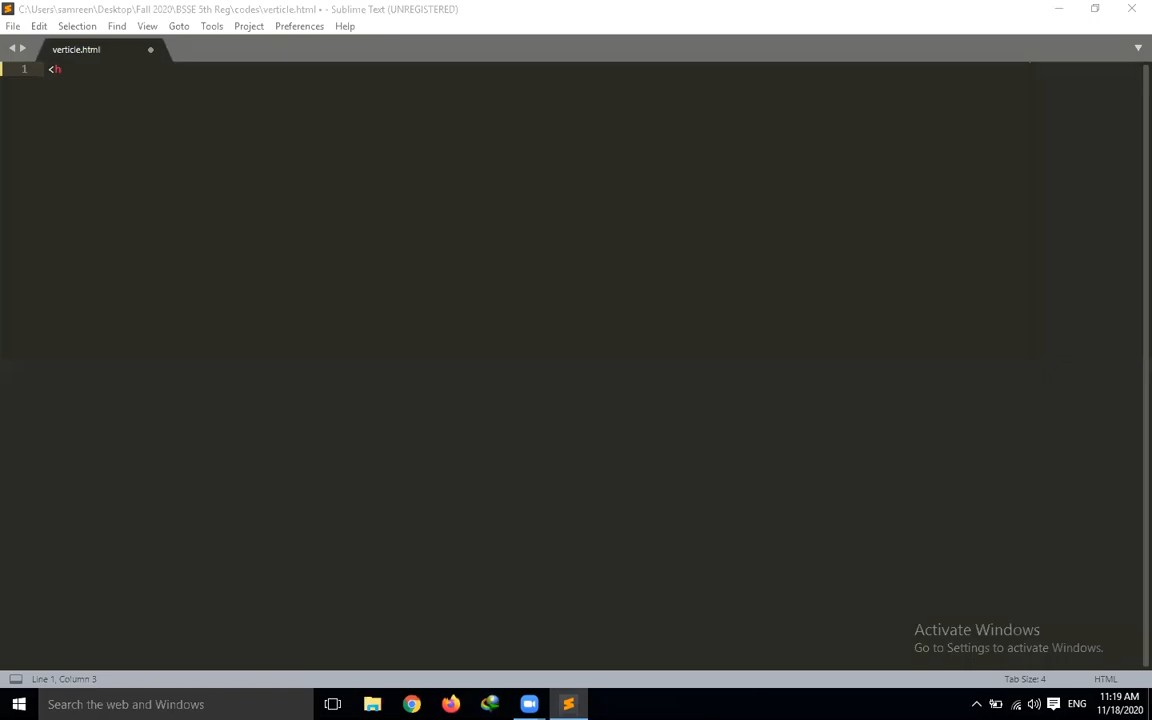 C:\Users\samreen\Desktop\Fall 2020\BSSE 5th Reg\codes\verticle.html • - Sublime Text (UNREGISTERED)
File Edit Selection Find View Goto Tools Project Preferences Help
verticle.html
1 <h
Activate Windows
Go to Settings to activate Windows.
Line 1, Column 3 Tab Size: 4 HTML
Search the web and Windows ENG 11:19 AM
11/18/2020